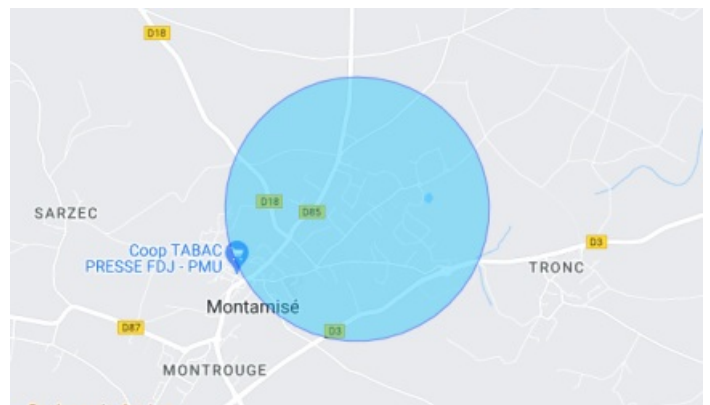 D18
D18
D85
SARZEC
Coop TABAC
PRESSE FDJ - PMU
D3
TRONC
Montamisé
D87
D3
MONTROUGE